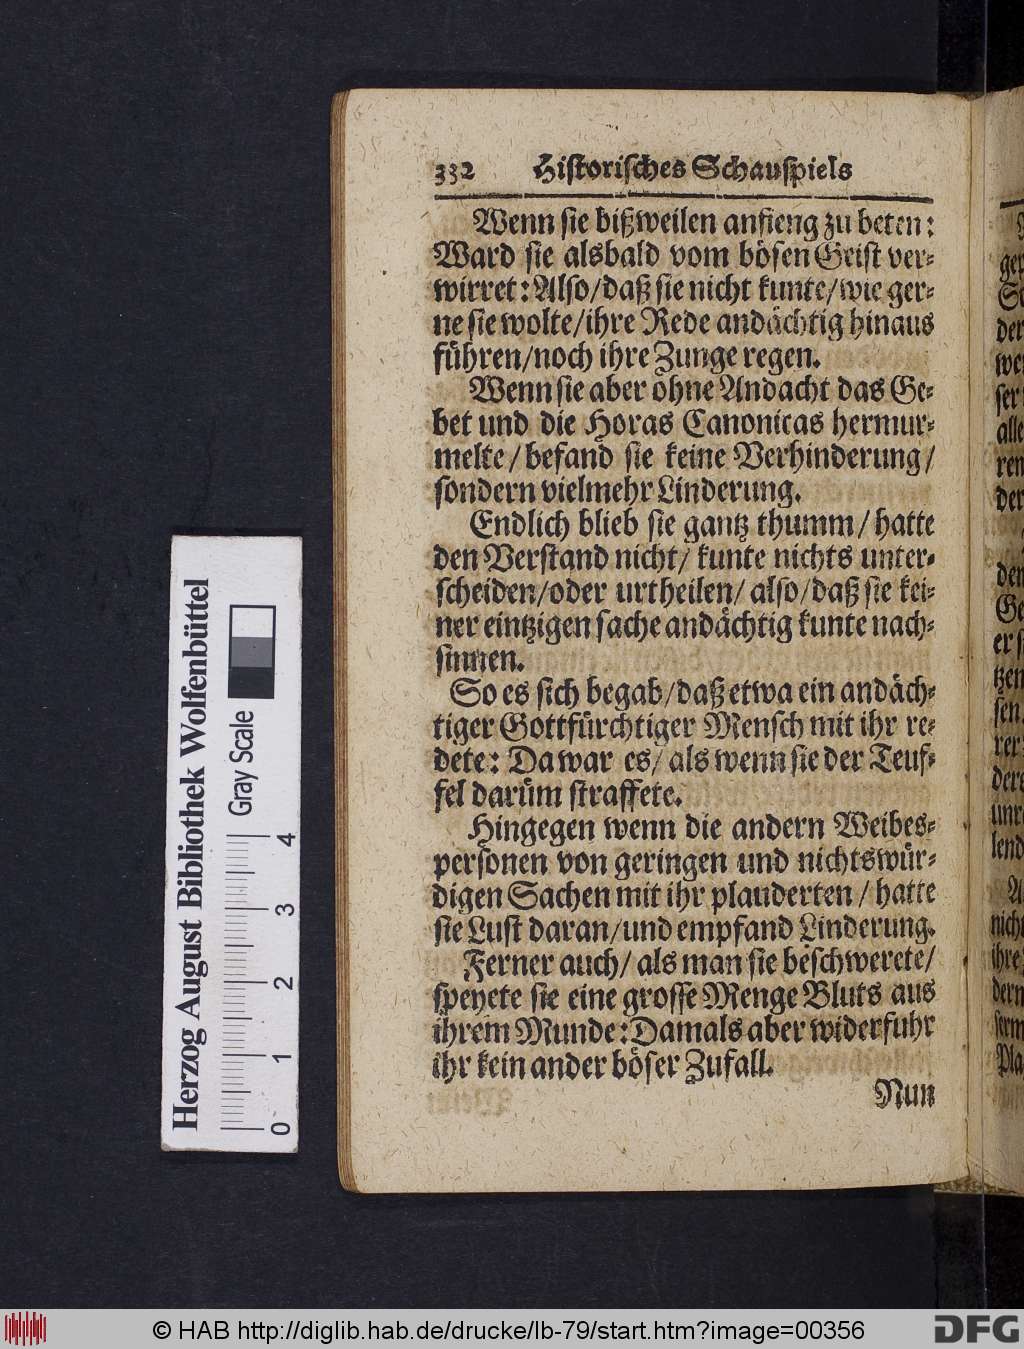 332 Historisches Schauspiels
Wenn sie bißweilen anfieng zu beten:
Ward sie alsbald vom bösen Geist ver-
wirret: Also/daß sie nicht kunte/wie ger-
ne sie wolte/ihre Rede andächtig hinaus
führen/noch ihre Zunge regen.
Wenn sie aber ohne Andacht das Ge-
bet und die Horas Canonicas hermur-
melte/befand sie keine Verhinderung/
sondern vielmehr Linderung.
Endlich blieb sie gantz thumm/hatte
den Verstand nicht/ kunte nichts unter-
scheiden/oder urtheilen/ also/daß sie kei-
ner eintzigen sache andächtig kunte nach-
sinnen.
So es sich begab/daß etwa ein andäch-
tiger Gottfürchtiger Mensch mit ihr re-
dete: Da war es/ als wenn sie der Teuf-
fel darüm straffete.
Hingegen wenn die andern Weibes-
personen von geringen und nichtswür-
digen Sachen mit ihr plauderten/hatte
sie Lust daran/und empfand Linderung.
Ferner auch/ als man sie beschwerete/
speyete sie eine grosse Menge Bluts aus
ihrem Munde: Damals aber widerfuhr
ihr kein ander böser Zufall.
Nun
Herzog August Bibliothek Wolfenbüttel
Gray Scale
0 1 2 3 4
© HAB http://diglib.hab.de/drucke/lb-79/start.htm?image=00356
DFG